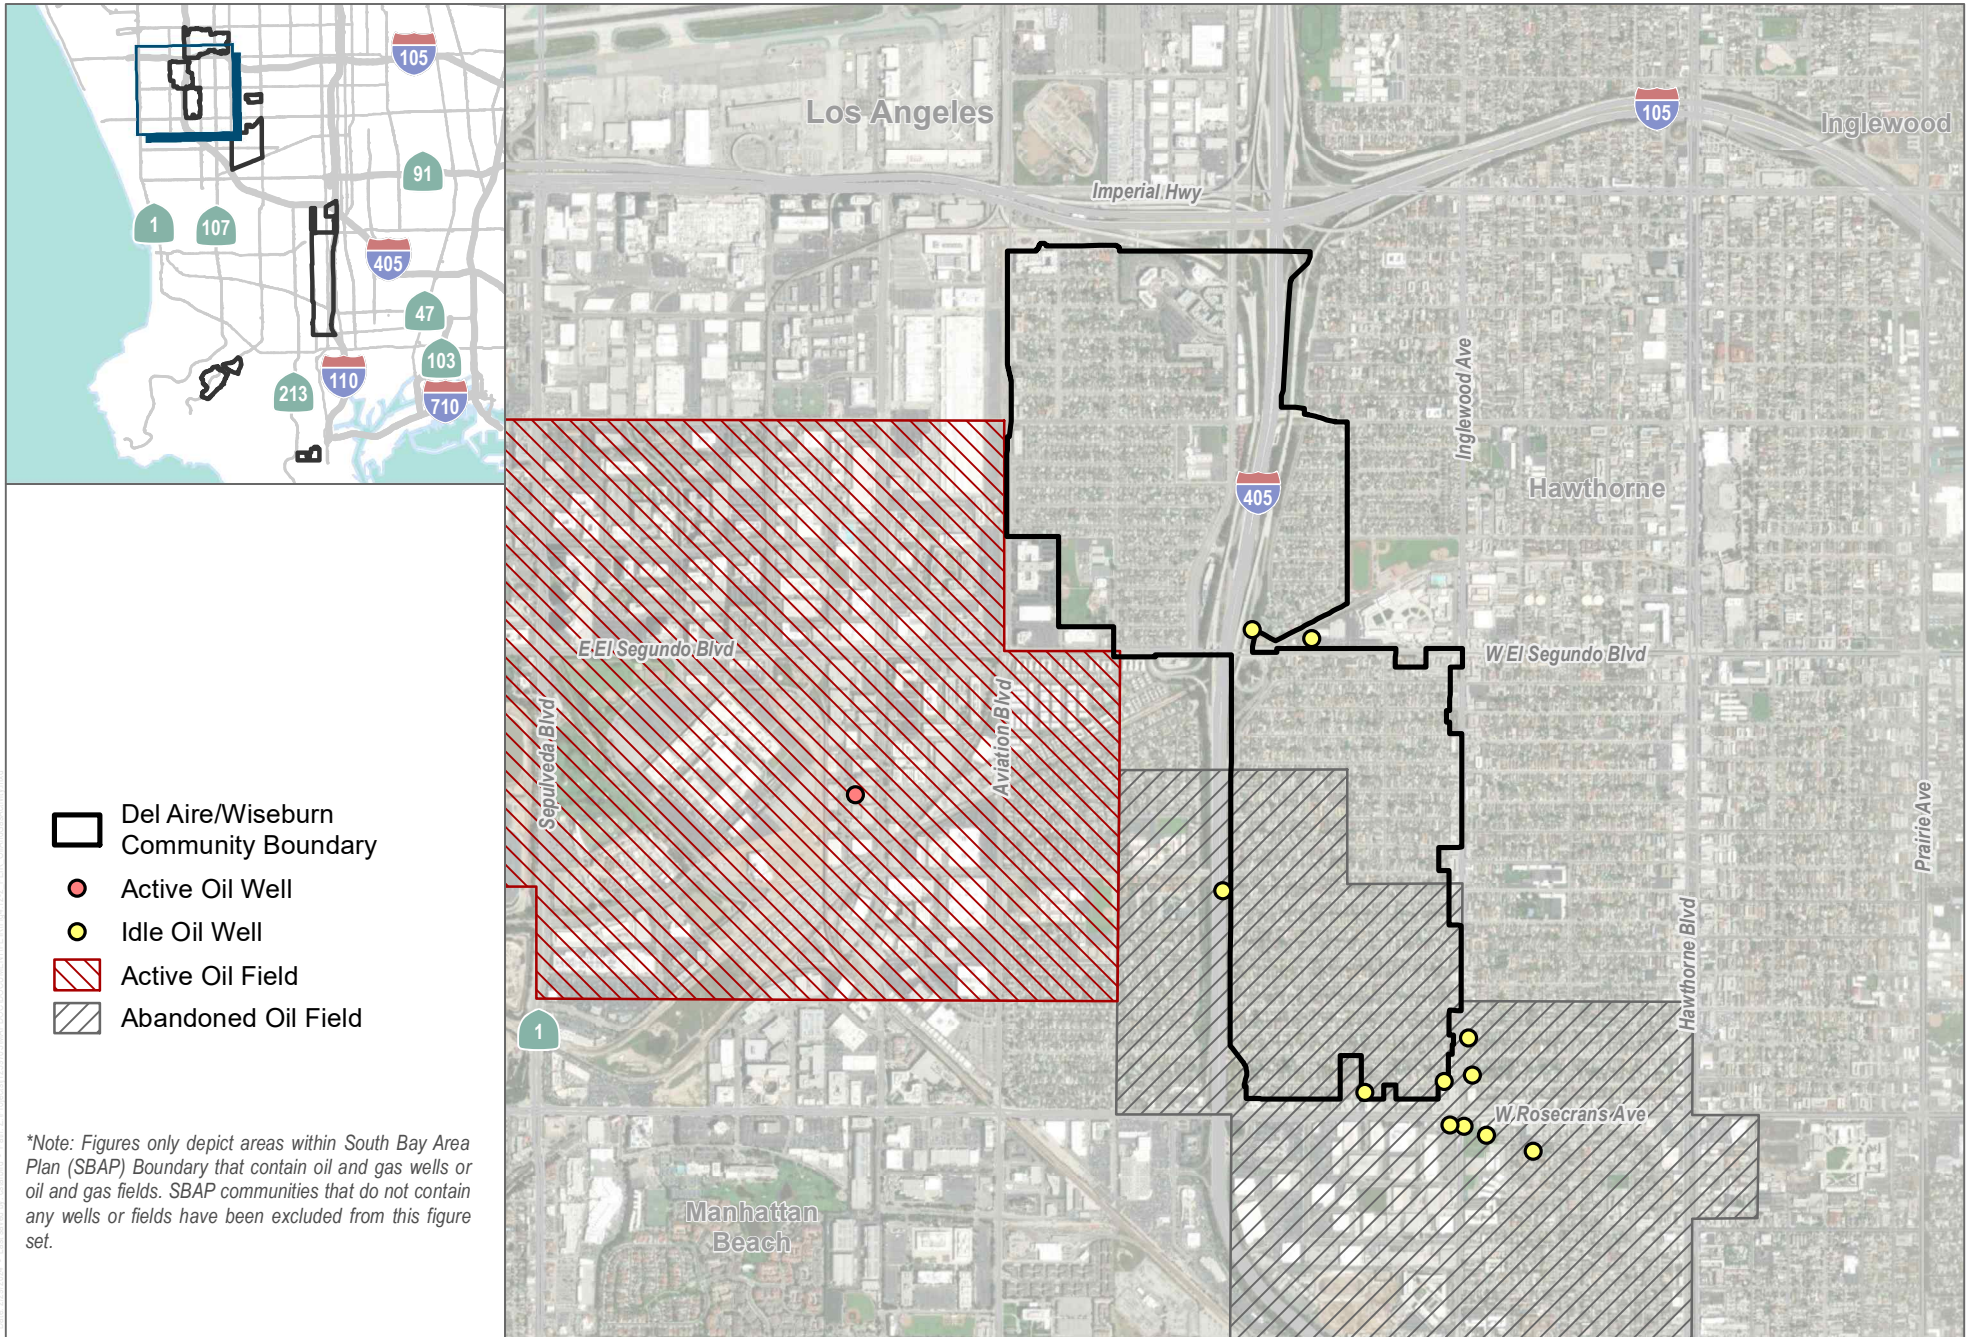 105
91
1
107
405
47
103
110
213
710
Del Aire/Wiseburn
Community Boundary
Active Oil Well
Idle Oil Well
Active Oil Field
Abandoned Oil Field
*Note: Figures only depict areas within South Bay Area
Plan (SBAP) Boundary that contain oil and gas wells or
oil and gas fields. SBAP communities that do not contain
any wells or fields have been excluded from this figure
set.
Los Angeles
105
Inglewood
Imperial Hwy
Inglewood Ave
405
Hawthorne
E El Segundo Blvd
W El Segundo Blvd
Sepulveda Blvd
Aviation Blvd
Prairie Ave
Hawthorne Blvd
1
W Rosecrans Ave
Manhattan
Beach